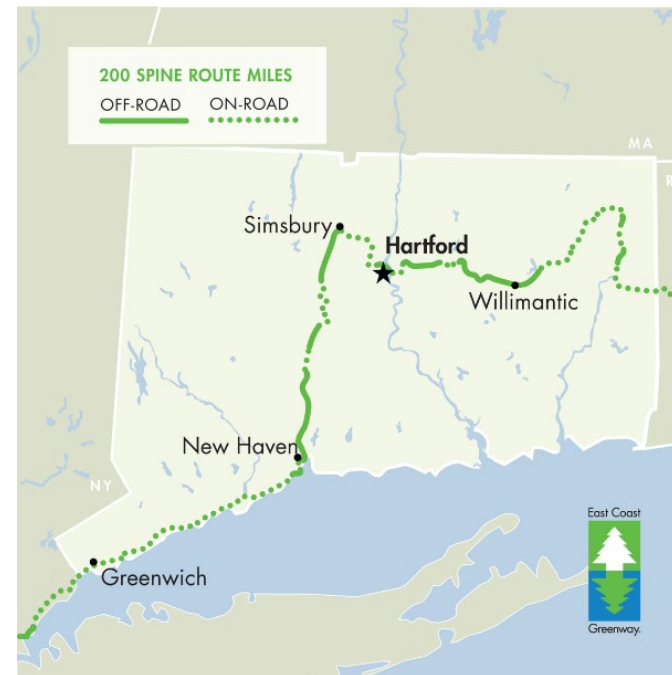 200 SPINE ROUTE MILES
OFF-ROAD ON-ROAD
MA
R
Simsbury
Hartford
Willimantic
New Haven
NY
Greenwich
East Coast
Greenway®